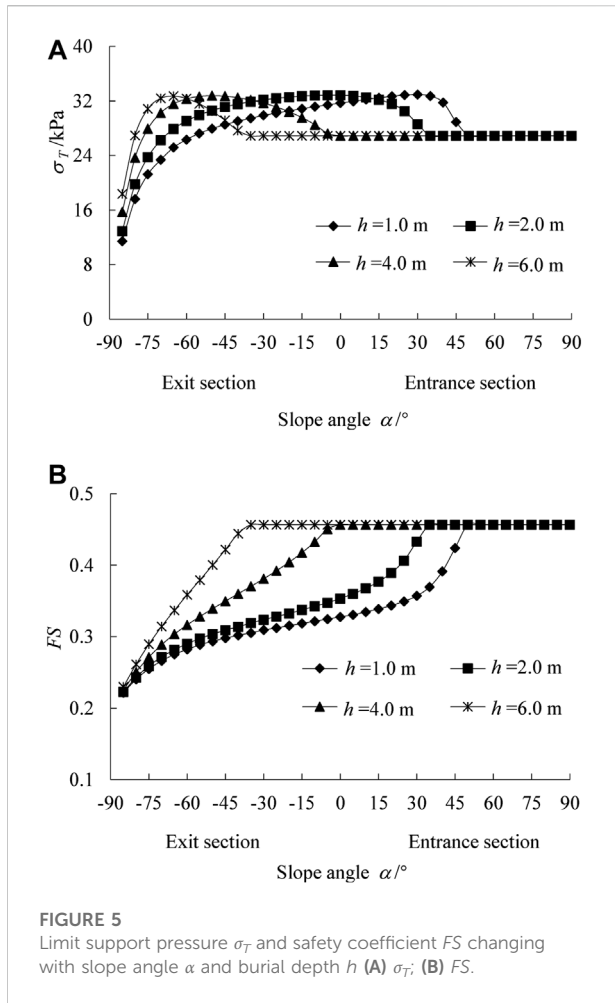 A
40
32
24
16
8
0
σT /kPa
h =1.0 m h =2.0 m
h =4.0 m h =6.0 m
-90 -75 -60 -45 -30 -15 0 15 30 45 60 75 90
Exit section Entrance section
Slope angle α/°
B
0.5
0.4
0.3
0.2
0.1
FS
h =1.0 m h =2.0 m
h =4.0 m h =6.0 m
-90 -75 -60 -45 -30 -15 0 15 30 45 60 75 90
Exit section Entrance section
Slope angle α/°
FIGURE 5
Limit support pressure σT and safety coefficient FS changing
with slope angle α and burial depth h (A) σT; (B) FS.